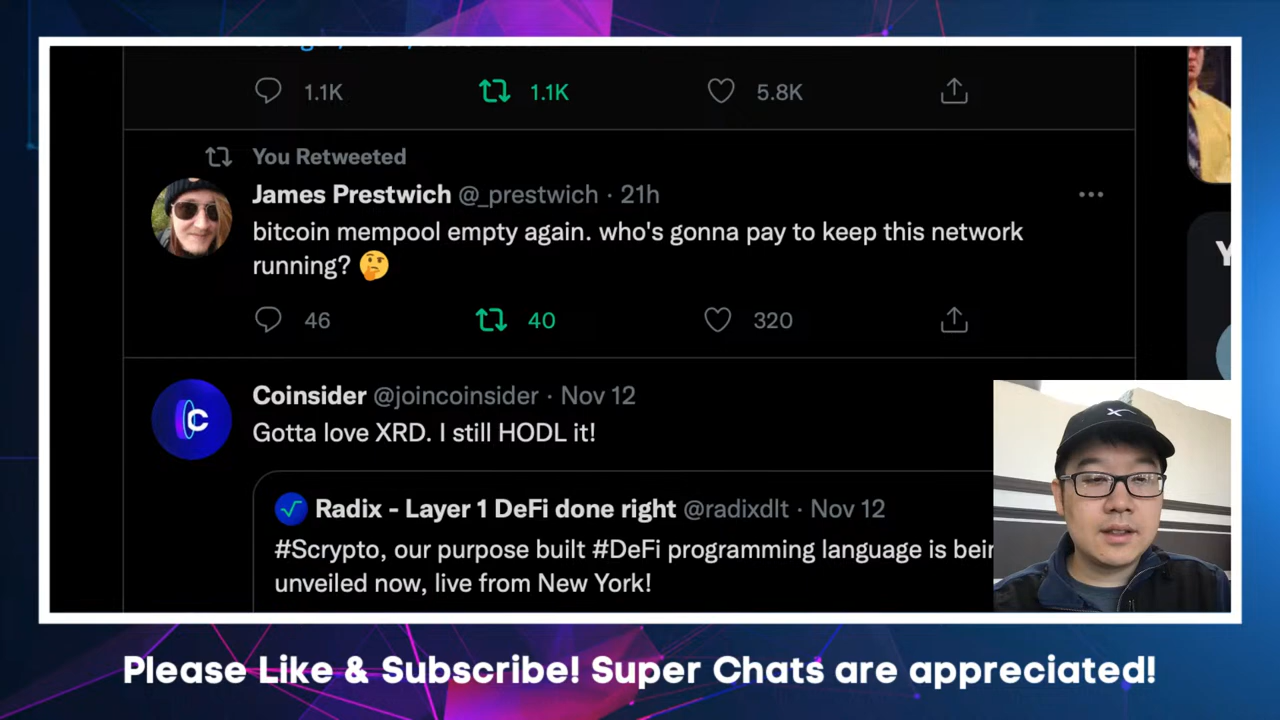 1.1K 1.1K 5.8K
You Retweeted
James Prestwich @_prestwich · 21h
bitcoin mempool empty again. who's gonna pay to keep this network
running? 🤔
46 40 320
Coinsider @joincoinsider · Nov 12
Gotta love XRD. I still HODL it!
Radix - Layer 1 DeFi done right @radixdlt · Nov 12
#Scrypto, our purpose built #DeFi programming language is
unveiled now, live from New York!
Please Like & Subscribe! Super Chats are appreciated!